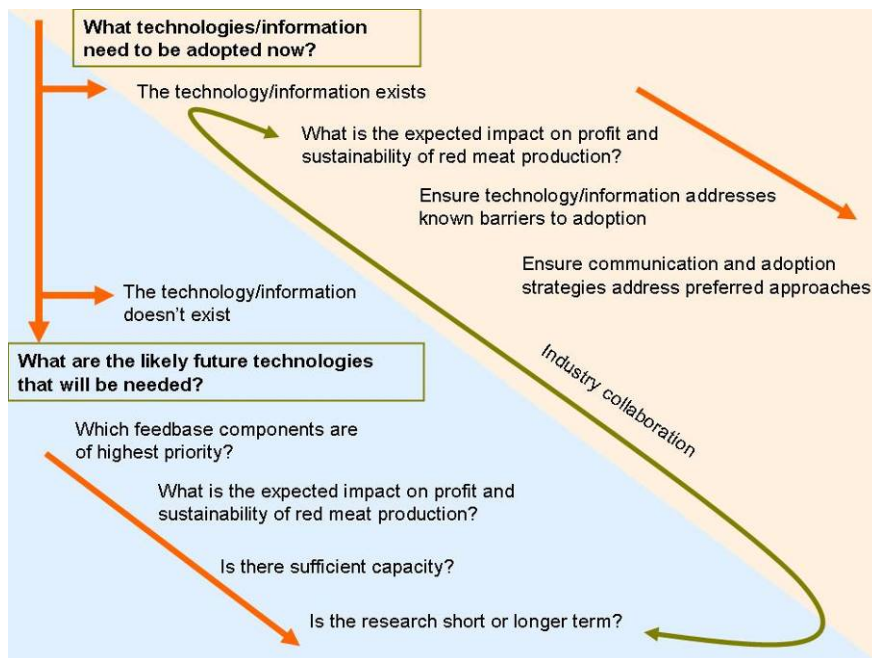 What technologies/information
need to be adopted now?
The technology/information exists
What is the expected impact on profit and
sustainability of red meat production?
Ensure technology/information addresses
known barriers to adoption
Ensure communication and adoption
strategies address preferred approaches
The technology/information
doesn't exist
Industry collaboration
What are the likely future technologies
that will be needed?
Which feedbase components are
of highest priority?
What is the expected impact on profit and
sustainability of red meat production?
Is there sufficient capacity?
Is the research short or longer term?